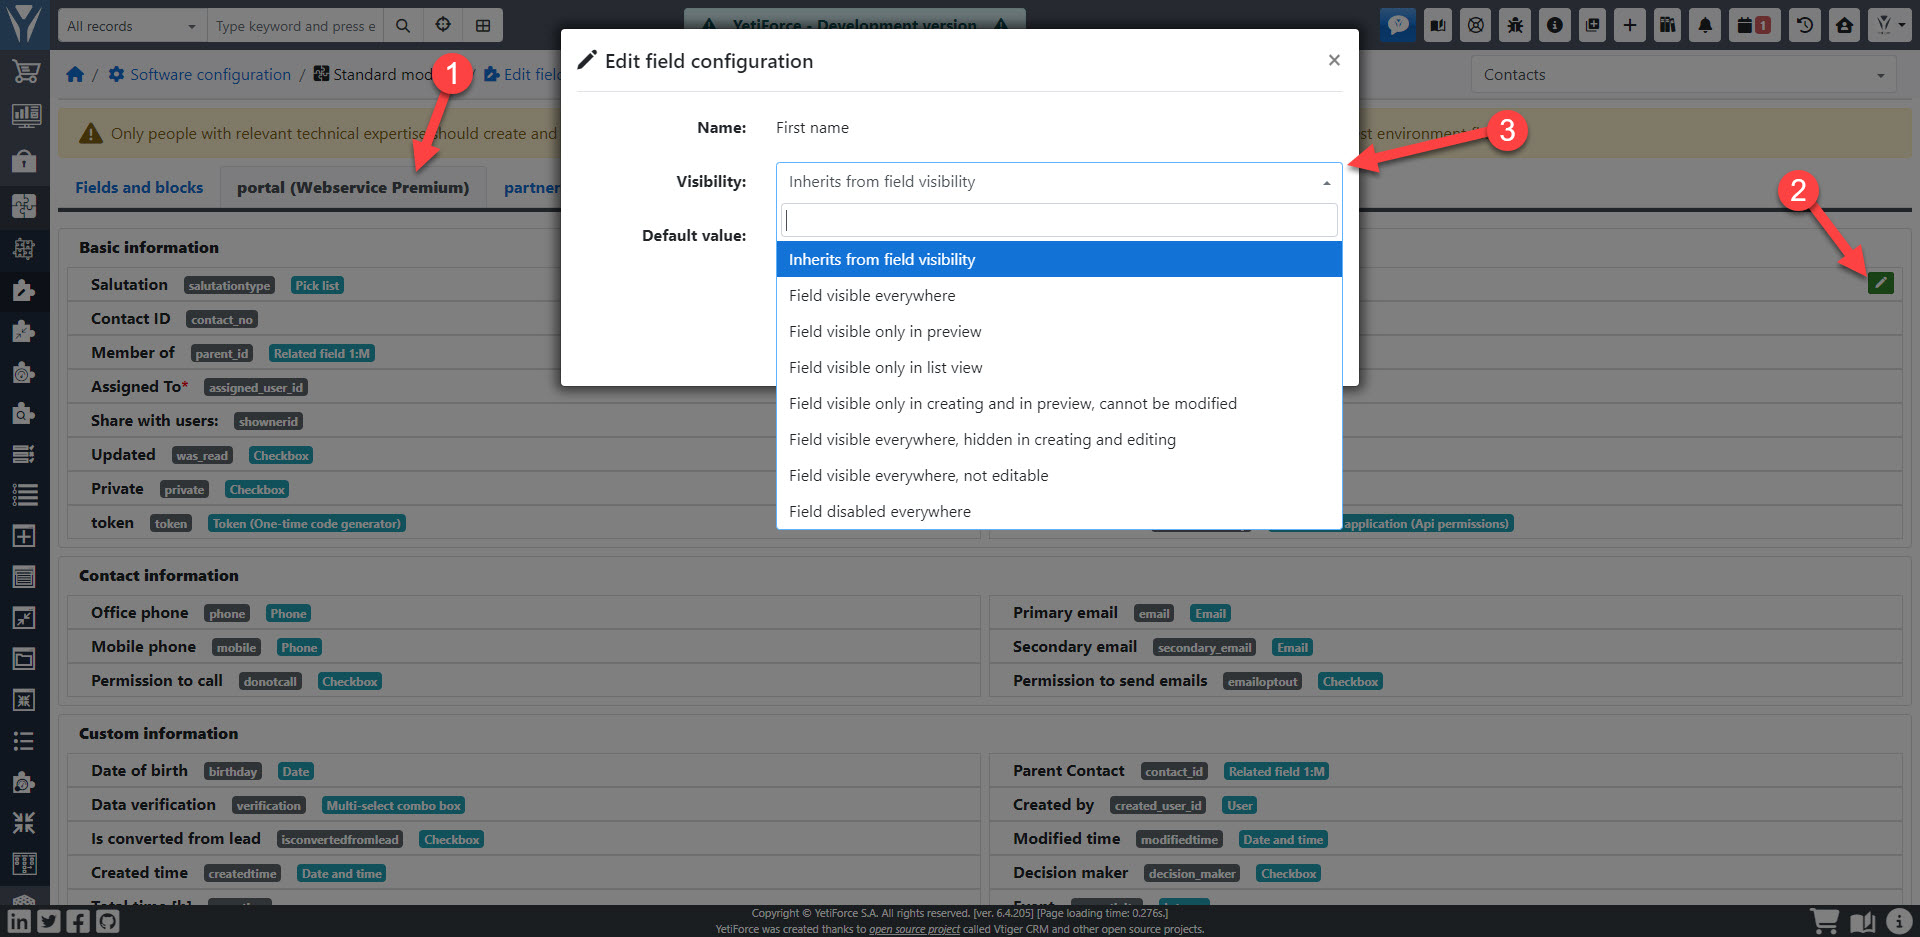 All records
Type keyword and press e
YetiForce - Development version
1
Software configuration
/
Standard mod
Edit fiel
Contacts
Only people with relevant technical expertise should create and
st environment
Fields and blocks
portal (Webservice Premium)
partner
1
2
3
Edit field configuration
×
Name:
First name
Visibility:
Inherits from field visibility
Default value:
Inherits from field visibility
Field visible everywhere
Field visible only in preview
Field visible only in list view
Field visible only in creating and in preview, cannot be modified
Field visible everywhere, hidden in creating and editing
Field visible everywhere, not editable
Field disabled everywhere
Basic information
Salutation salutationtype Pick list
Contact ID contact_no
Member of parent_id Related field 1:M
Assigned To* assigned_user_id
Share with users: shownerid
Updated was_read Checkbox
Private private Checkbox
token token Token (One-time code generator)
application (Api permissions)
Contact information
Office phone phone Phone
Primary email email Email
Mobile phone mobile Phone
Secondary email secondary_email Email
Permission to call donotcall Checkbox
Permission to send emails emailoptout Checkbox
Custom information
Date of birth birthday Date
Parent Contact contact_id Related field 1:M
Data verification verification Multi-select combo box
Created by created_user_id User
Is converted from lead isconvertedfromlead Checkbox
Modified time modifiedtime Date and time
Created time createdtime Date and time
Decision maker decision_maker Checkbox
Copyright © YetiForce S.A. All rights reserved. [ver. 6.4.205] [Page loading time: 0.276s.]
YetiForce was created thanks to open source project called Vtiger CRM and other open source projects.